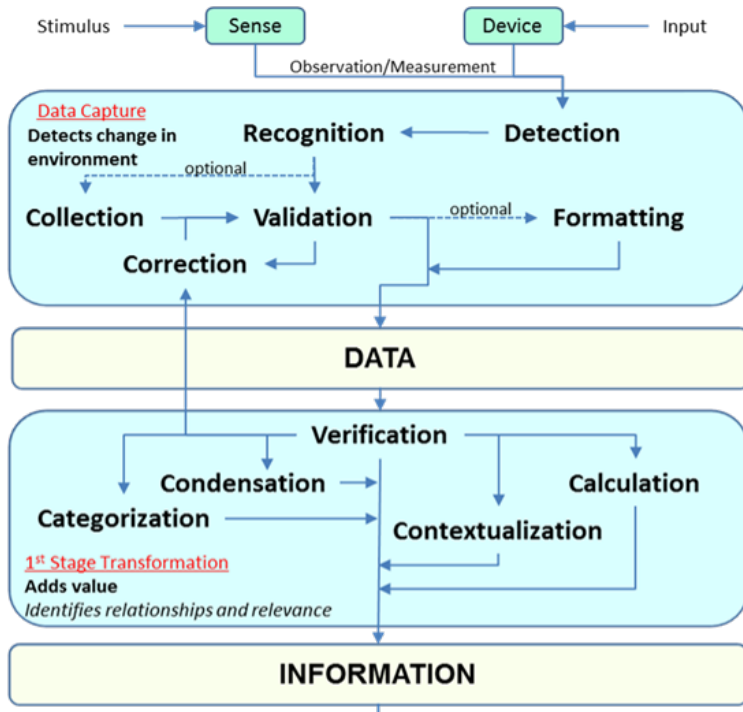 Stimulus
Sense
Device
Input
Observation/Measurement
Data Capture
Detects change in
environment
Recognition
Detection
optional
Collection
Validation
optional
Formatting
Correction
DATA
Verification
Condensation
Calculation
Categorization
Contextualization
1st Stage Transformation
Adds value
Identifies relationships and relevance
INFORMATION